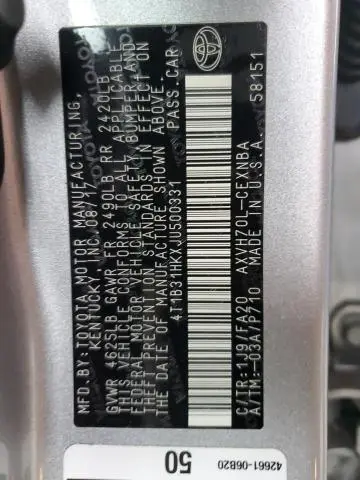 MFD.BY: TOYOTA MOTOR MANUFACTURING,
KENTUCKY, INC. 08/17
GVWR 4625LB GAWR FR 2490LB RR 2420LB
THIS VEHICLE CONFORMS TO ALL APPLICABLE
FEDERAL MOTOR VEHICLE SAFETY, BUMPER, AND
THEFT PREVENTION STANDARDS IN EFFECT ON
THE DATE OF MANUFACTURE SHOWN ABOVE.
PASS.CAR
4T1B31HKXJU500331
C/TR:1J9/FA20 AXVH70L-CEXNBA
A/TM:-03A/P710 MADE IN U.S.A. 58151
42661-06B20
50